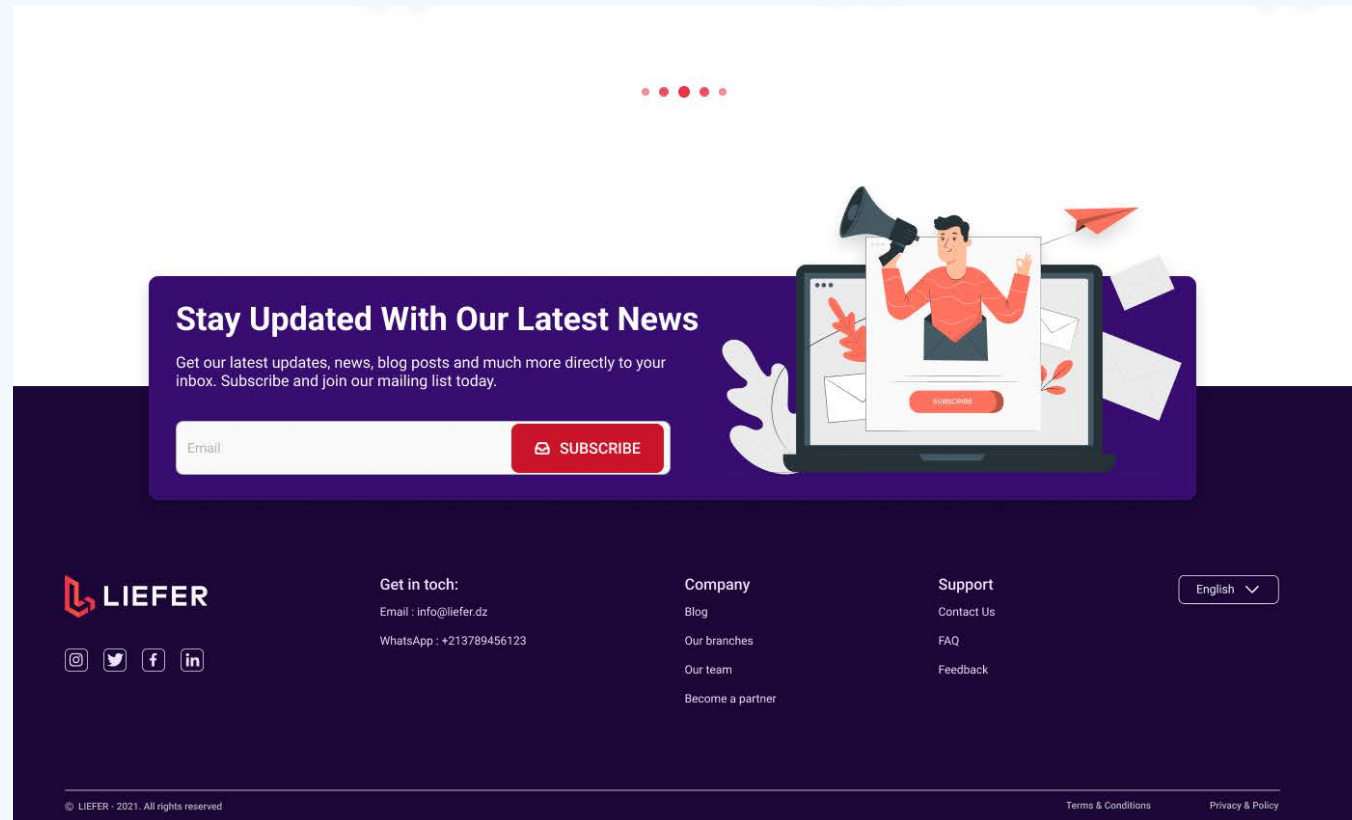 Stay Updated With Our Latest News
Get our latest updates, news, blog posts and much more directly to your
inbox. Subscribe and join our mailing list today.
Email
SUBSCRIBE
SUBSCRIBE
LIEFER
Get in toch:
Email : info@liefer.dz
WhatsApp : +213789456123
Company
Blog
Our branches
Our team
Become a partner
Support
Contact Us
FAQ
Feedback
English
© LIEFER - 2021. All rights reserved
Terms & Conditions
Privacy & Policy